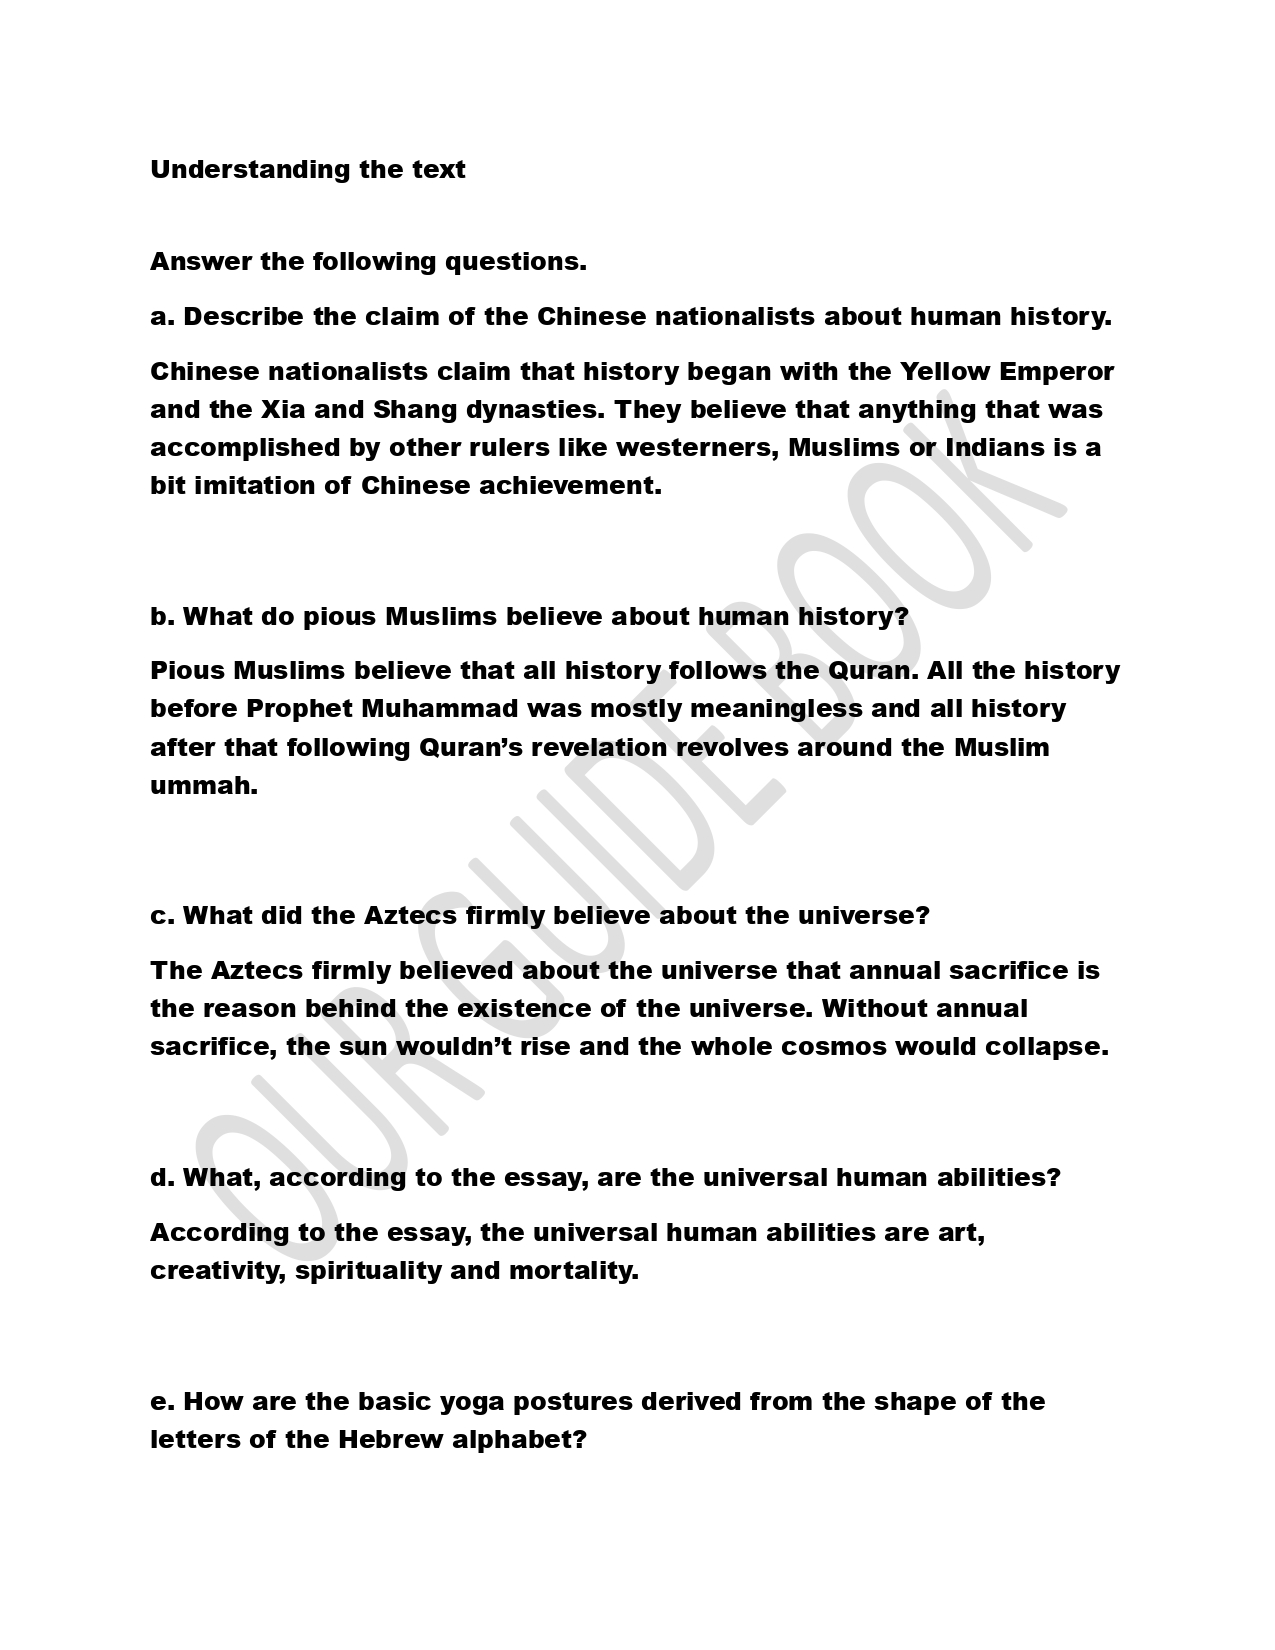 Understanding the text
Answer the following questions.
a. Describe the claim of the Chinese nationalists about human history.
Chinese nationalists claim that history began with the Yellow Emperor
and the Xia and Shang dynasties. They believe that anything that was
accomplished by other rulers like westerners, Muslims or Indians is a
bit imitation of Chinese achievement.
b. What do pious Muslims believe about human history?
Pious Muslims believe that all history follows the Quran. All the history
before Prophet Muhammad was mostly meaningless and all history
after that following Quran’s revelation revolves around the Muslim
ummah.
c. What did the Aztecs firmly believe about the universe?
The Aztecs firmly believed about the universe that annual sacrifice is
the reason behind the existence of the universe. Without annual
sacrifice, the sun wouldn’t rise and the whole cosmos would collapse.
d. What, according to the essay, are the universal human abilities?
According to the essay, the universal human abilities are art,
creativity, spirituality and mortality.
e. How are the basic yoga postures derived from the shape of the
letters of the Hebrew alphabet?
OUR GUIDE BOOK